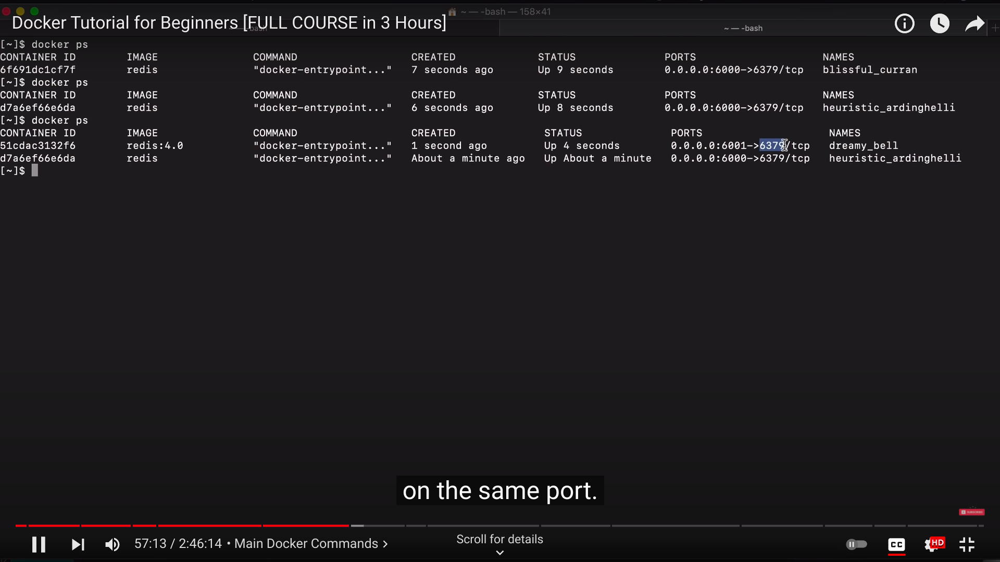 ~ — -bash — 158×41
Docker Tutorial for Beginners [FULL COURSE in 3 Hours]
~ — -bash
~ — -bash
[~]$ docker ps
CONTAINER ID IMAGE COMMAND CREATED STATUS PORTS NAMES
6f691dc1cf7f redis "docker-entrypoint..." 7 seconds ago Up 9 seconds 0.0.0.0:6000->6379/tcp blissful_curran
[~]$ docker ps
CONTAINER ID IMAGE COMMAND CREATED STATUS PORTS NAMES
d7a6ef66e6da redis "docker-entrypoint..." 6 seconds ago Up 8 seconds 0.0.0.0:6000->6379/tcp heuristic_ardinghelli
[~]$ docker ps
CONTAINER ID IMAGE COMMAND CREATED STATUS PORTS NAMES
51cdac3132f6 redis:4.0 "docker-entrypoint..." 1 second ago Up 4 seconds 0.0.0.0:6001->6379/tcp dreamy_bell
d7a6ef66e6da redis "docker-entrypoint..." About a minute ago Up About a minute 0.0.0.0:6000->6379/tcp heuristic_ardinghelli
[~]$
on the same port.
SUBSCRIBE
57:13 / 2:46:14 • Main Docker Commands >
Scroll for details
CC
HD